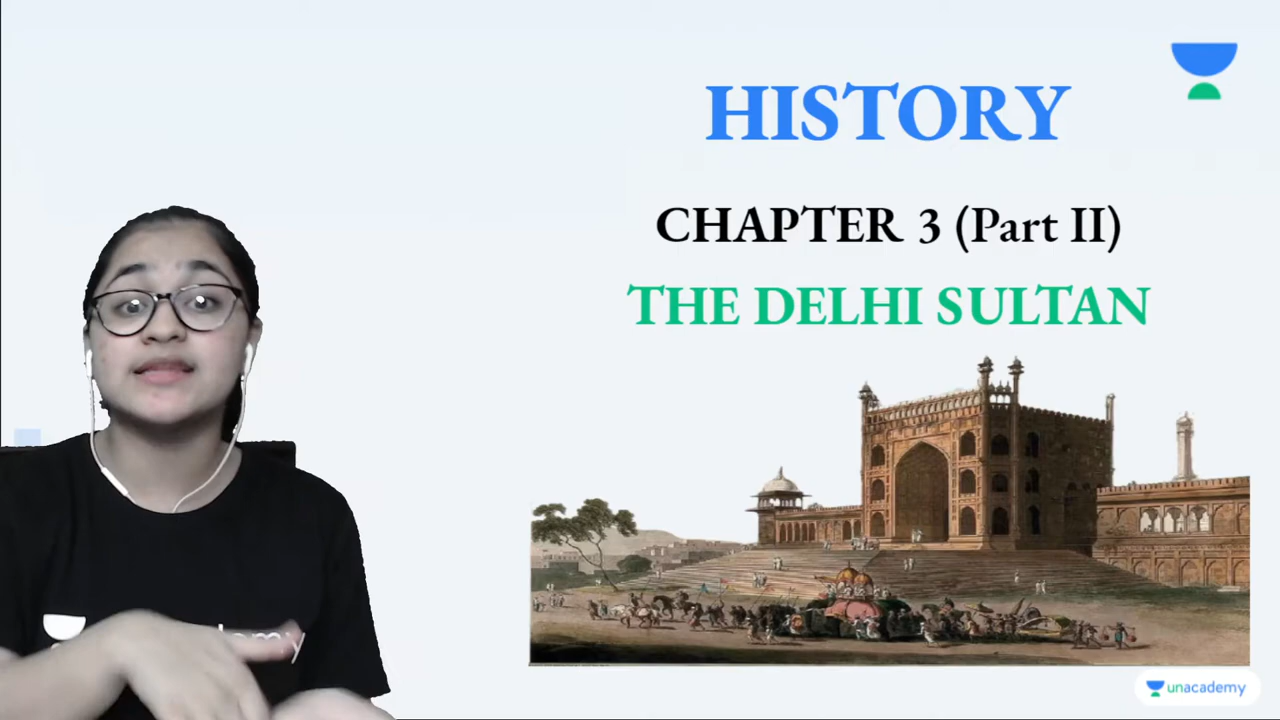 HISTORY
CHAPTER 3 (Part II)
THE DELHI SULTAN
unacademy